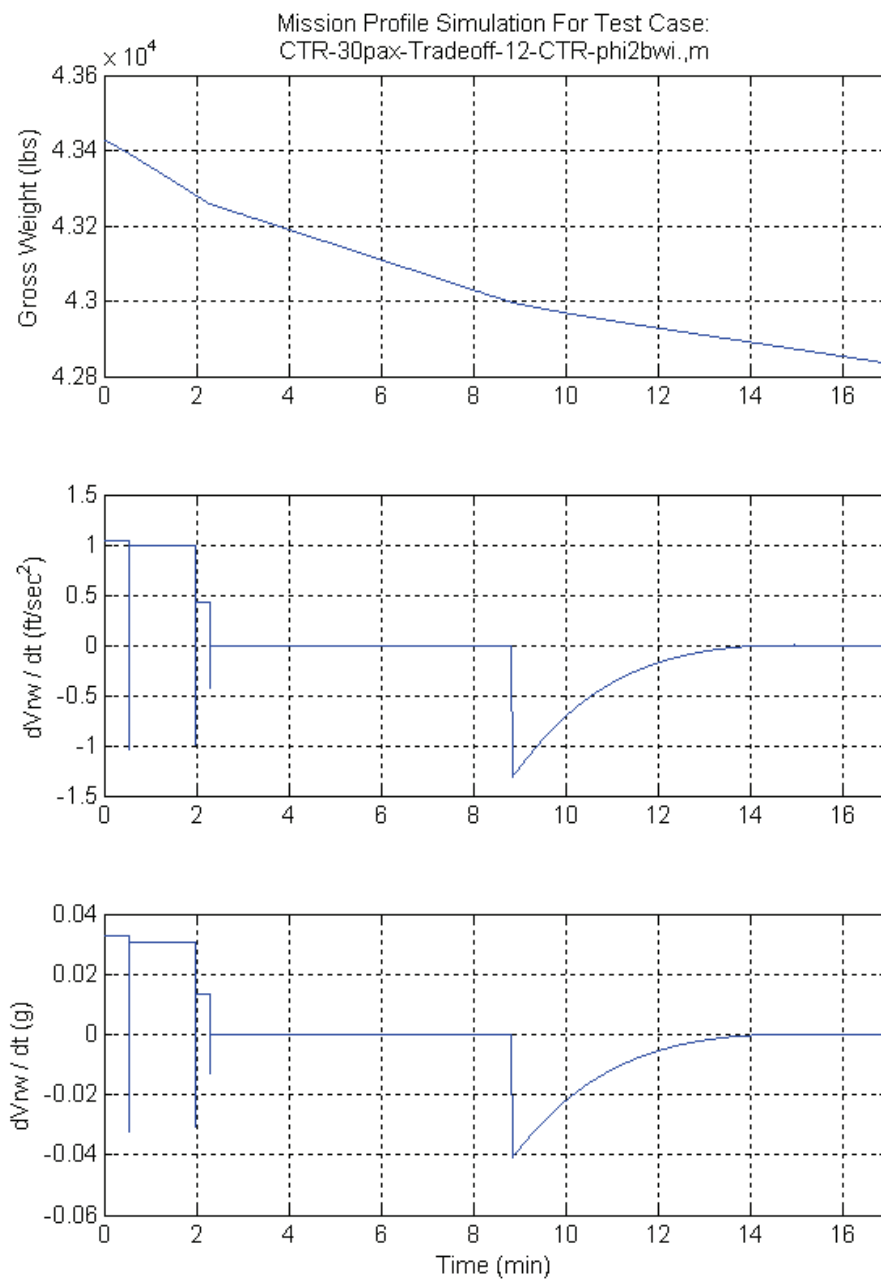 Mission Profile Simulation For Test Case:
CTR-30pax-Tradeoff-12-CTR-phi2bwi.,m
× 10⁴
4.36
4.34
4.32
4.3
4.28
Gross Weight (lbs)
0 2 4 6 8 10 12 14 16
1.5
1
0.5
0
-0.5
-1
-1.5
dVrw / dt (ft/sec²)
0 2 4 6 8 10 12 14 16
0.04
0.02
0
-0.02
-0.04
-0.06
dVrw / dt (g)
0 2 4 6 8 10 12 14 16
Time (min)